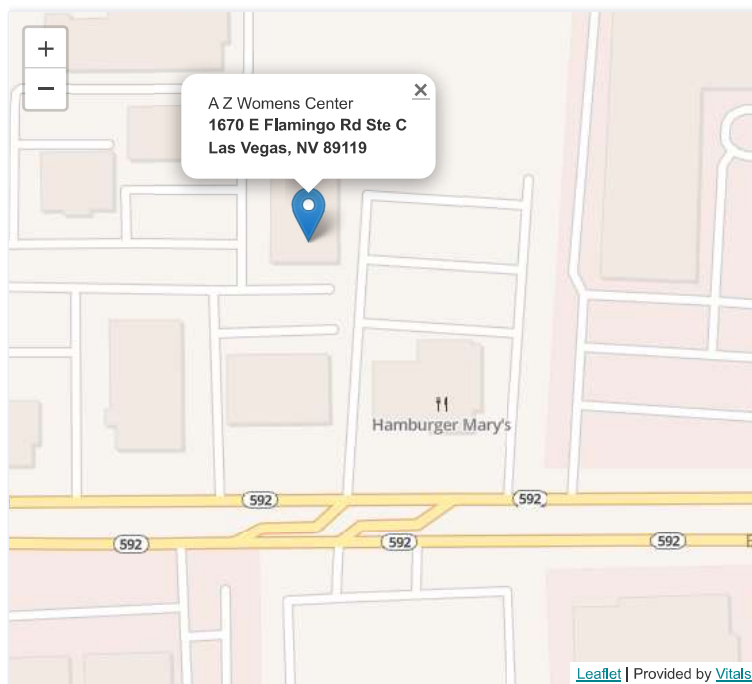 +
−
×
A Z Womens Center
1670 E Flamingo Rd Ste C
Las Vegas, NV 89119
Hamburger Mary's
592
592
592
592
592
E
Leaflet | Provided by Vitals